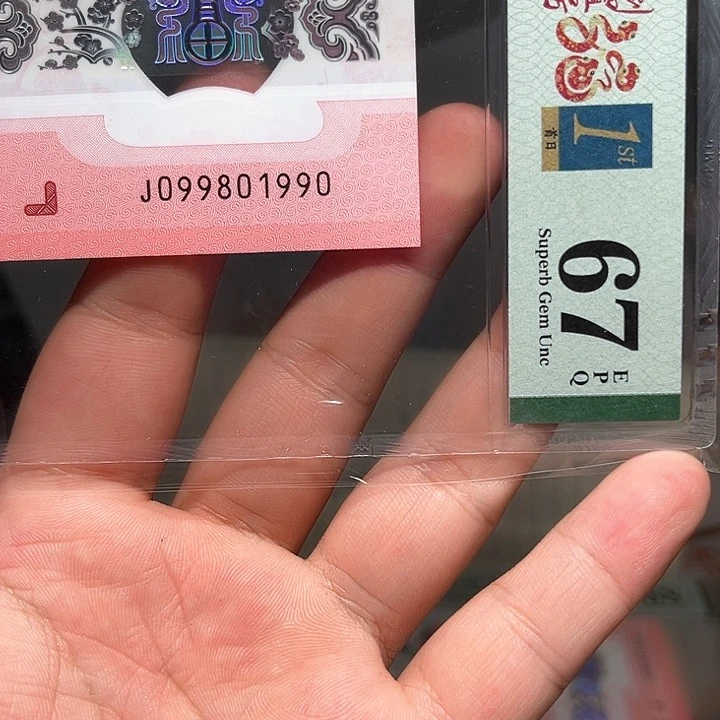 J099801990
1st
首日
67
EPQ
Superb Gem Unc